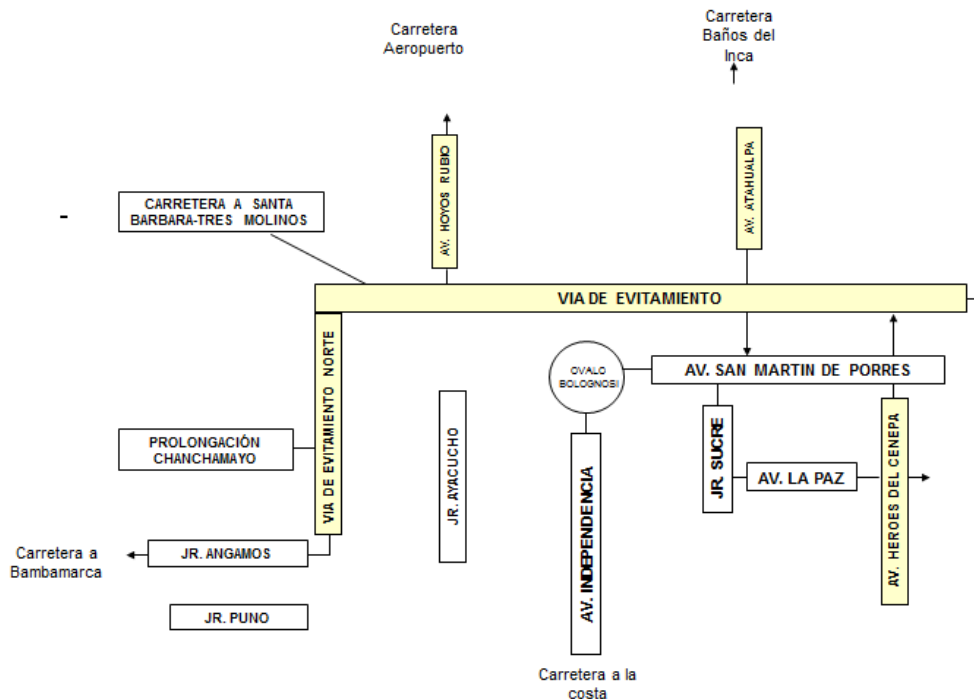 Carretera
Aeropuerto
Carretera
Baños del
Inca
AV. HOYOS RUBIO
AV. ATAHUALPA
-
CARRETERA A SANTA
BARBARA-TRES MOLINOS
VIA DE EVITAMIENTO
VIA DE EVITAMIENTO NORTE
OVALO
BOLOGNOSI
AV. SAN MARTIN DE PORRES
PROLONGACIÓN
CHANCHAMAYO
JR. AYACUCHO
AV. INDEPENDENCIA
JR. SUCRE
AV. LA PAZ
AV. HEROES DEL CENEPA
Carretera a
Bambamarca
JR. ANGAMOS
JR. PUNO
Carretera a la
costa